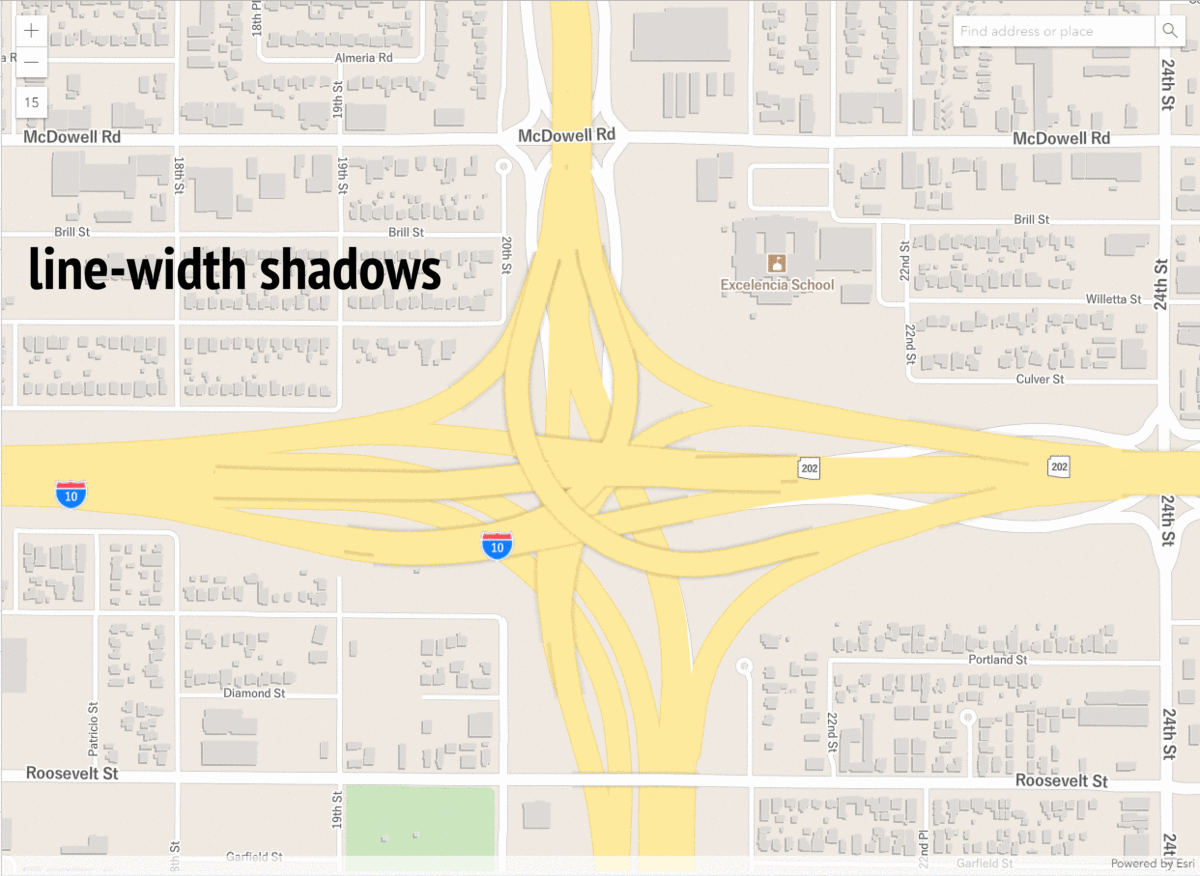 +
18th Pl
Find address or place
a R
Almeria Rd
−
15
19th St
24th St
McDowell Rd
McDowell Rd
McDowell Rd
18th St
19th St
Brill St
Brill St
Brill St
20th St
22nd St
line-width shadows
Excelencia School
24th St
Willetta St
22nd St
Culver St
202
202
10
10
24th St
Portland St
Diamond St
Patricio St
22nd St
24th St
Roosevelt St
Roosevelt St
19th St
8th St
22nd Pl
24t
Garfield St
Garfield St
Powered by Esri